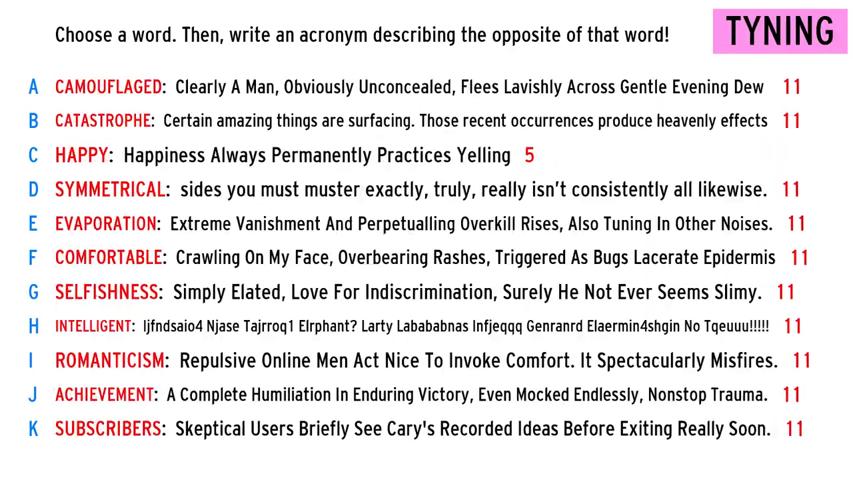 Choose a word. Then, write an acronym describing the opposite of that word!
TYNING
A CAMOUFLAGED: Clearly A Man, Obviously Unconcealed, Flees Lavishly Across Gentle Evening Dew 11
B CATASTROPHE: Certain amazing things are surfacing. Those recent occurrences produce heavenly effects 11
C HAPPY: Happiness Always Permanently Practices Yelling 5
D SYMMETRICAL: sides you must muster exactly, truly, really isn't consistently all likewise. 11
E EVAPORATION: Extreme Vanishment And Perpetualling Overkill Rises, Also Tuning In Other Noises. 11
F COMFORTABLE: Crawling On My Face, Overbearing Rashes, Triggered As Bugs Lacerate Epidermis 11
G SELFISHNESS: Simply Elated, Love For Indiscrimination, Surely He Not Ever Seems Slimy. 11
H INTELLIGENT: Ijfndsaio4 Njase Tajrroq1 Elrphant? Larty Labababnas Infjeqqq Genranrd Elaermin4shgin No Tqeuuu!!!!! 11
I ROMANTICISM: Repulsive Online Men Act Nice To Invoke Comfort. It Spectacularly Misfires. 11
J ACHIEVEMENT: A Complete Humiliation In Enduring Victory, Even Mocked Endlessly, Nonstop Trauma. 11
K SUBSCRIBERS: Skeptical Users Briefly See Cary's Recorded Ideas Before Exiting Really Soon. 11